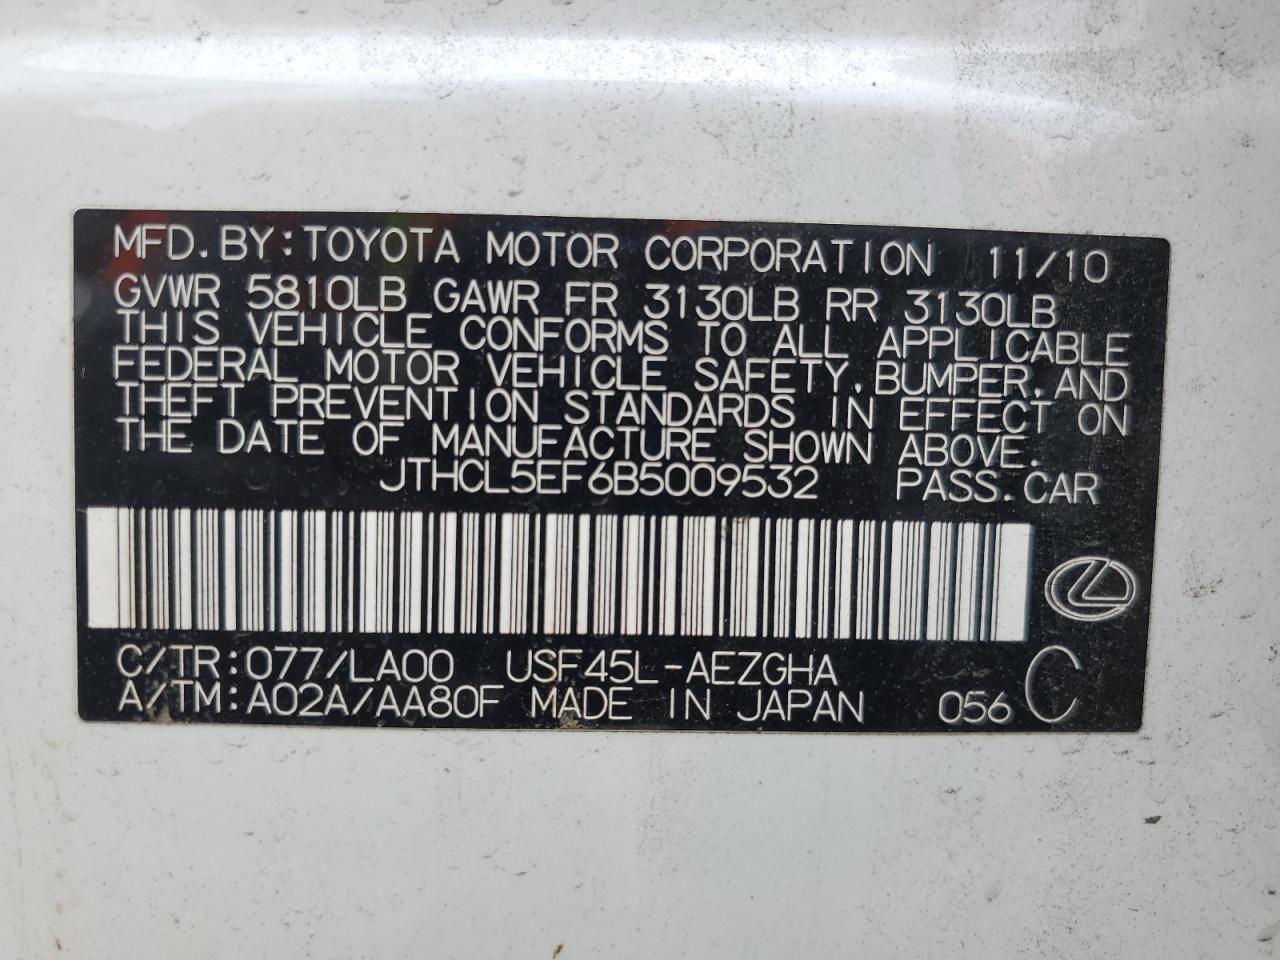 MFD.BY:TOYOTA MOTOR CORPORATION 11/10
GVWR 5810LB GAWR FR 3130LB RR 3130LB
THIS VEHICLE CONFORMS TO ALL APPLICABLE
FEDERAL MOTOR VEHICLE SAFETY,BUMPER,AND
THEFT PREVENTION STANDARDS IN EFFECT ON
THE DATE OF MANUFACTURE SHOWN ABOVE.
JTHCL5EF6B5009532 PASS.CAR
C/TR:077/LA00 USF45L-AEZGHA
A/TM:A02A/AA80F MADE IN JAPAN 056 C